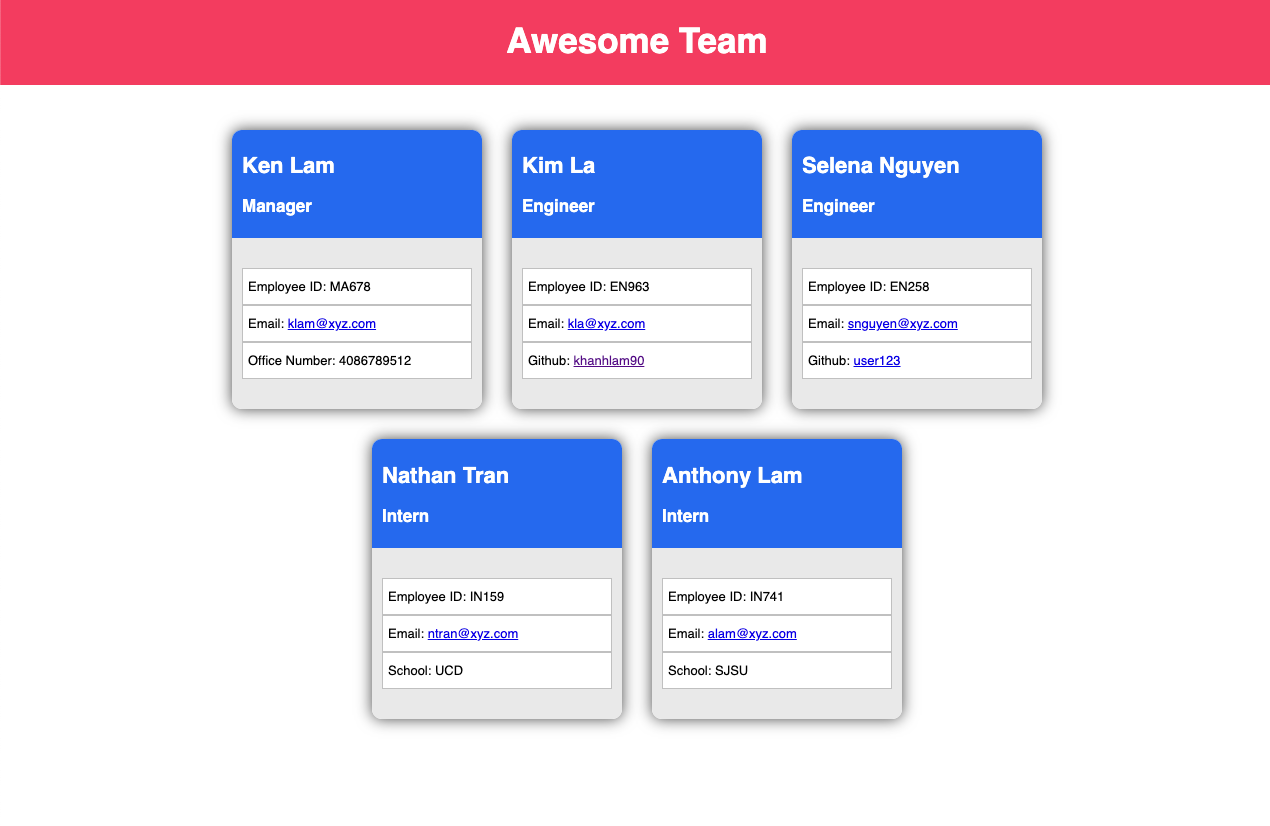 Awesome Team
Ken Lam
Manager
Employee ID: MA678
Email: klam@xyz.com
Office Number: 4086789512
Kim La
Engineer
Employee ID: EN963
Email: kla@xyz.com
Github: khanhlam90
Selena Nguyen
Engineer
Employee ID: EN258
Email: snguyen@xyz.com
Github: user123
Nathan Tran
Intern
Employee ID: IN159
Email: ntran@xyz.com
School: UCD
Anthony Lam
Intern
Employee ID: IN741
Email: alam@xyz.com
School: SJSU